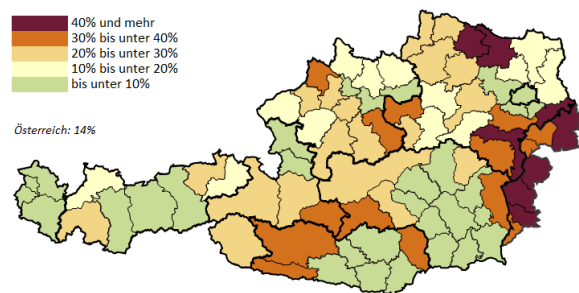 40% und mehr
30% bis unter 40%
20% bis unter 30%
10% bis unter 20%
bis unter 10%
Österreich: 14%